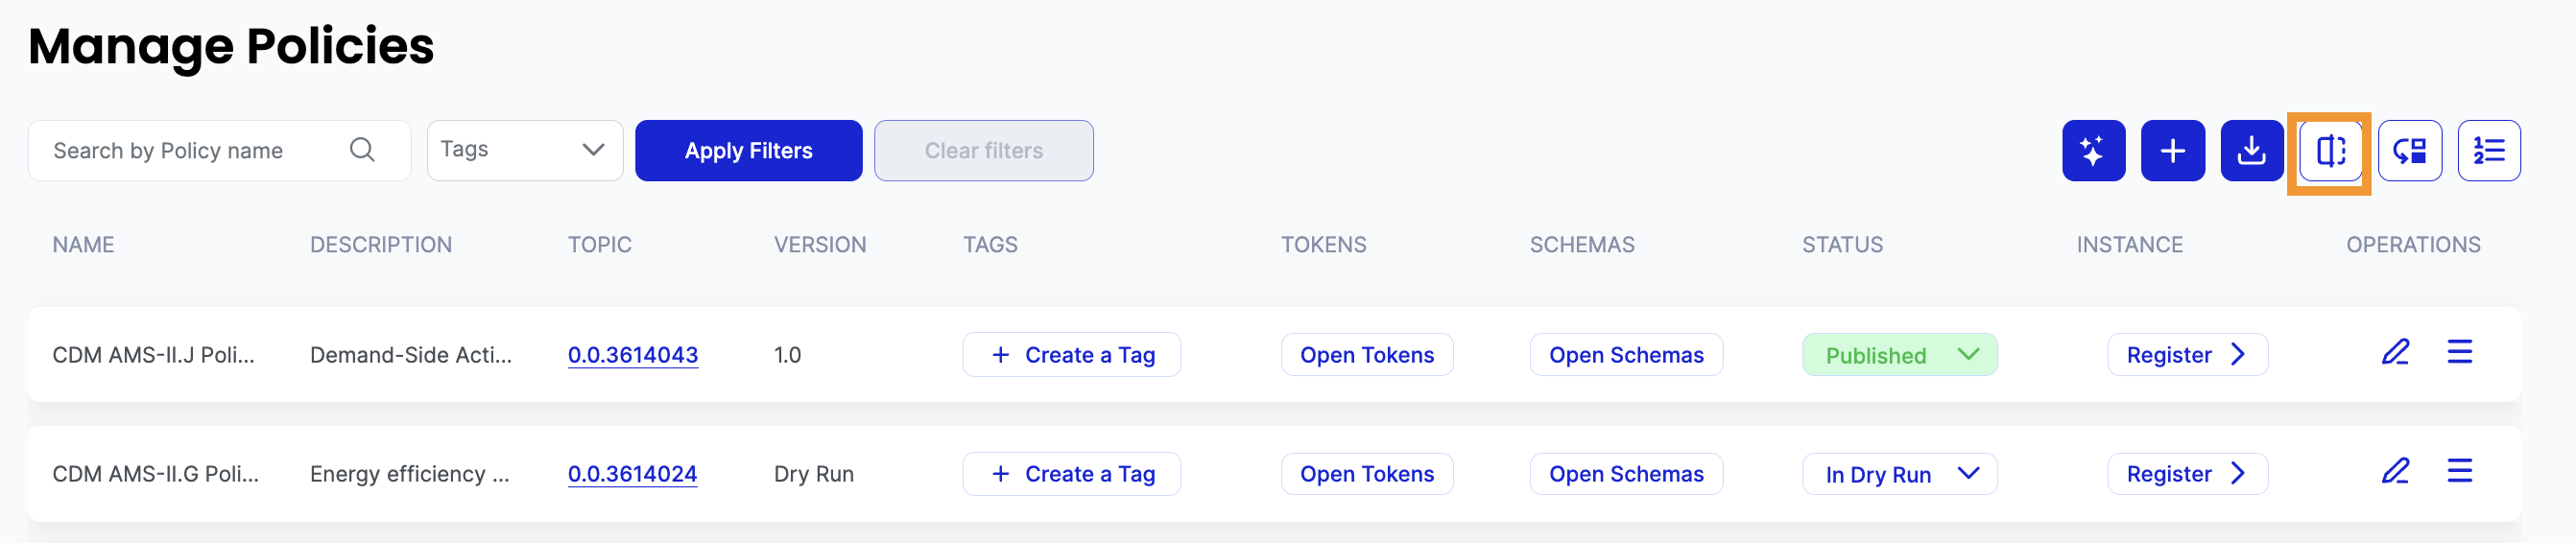 Manage Policies
Search by Policy name Tags Apply Filters Clear filters
NAME DESCRIPTION TOPIC VERSION TAGS TOKENS SCHEMAS STATUS INSTANCE OPERATIONS
CDM AMS-II.J Poli... Demand-Side Acti... 0.0.3614043 1.0 + Create a Tag Open Tokens Open Schemas Published Register
CDM AMS-II.G Poli... Energy efficiency ... 0.0.3614024 Dry Run + Create a Tag Open Tokens Open Schemas In Dry Run Register